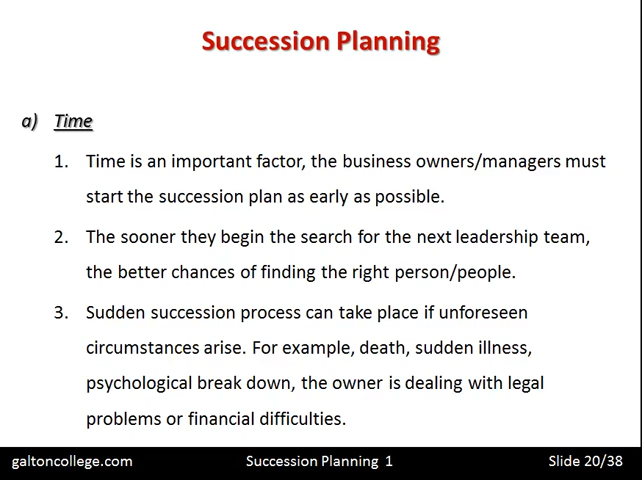 Succession Planning
a) Time
1. Time is an important factor, the business owners/managers must
start the succession plan as early as possible.
2. The sooner they begin the search for the next leadership team,
the better chances of finding the right person/people.
3. Sudden succession process can take place if unforeseen
circumstances arise. For example, death, sudden illness,
psychological break down, the owner is dealing with legal
problems or financial difficulties.
galtoncollege.com Succession Planning 1 Slide 20/38